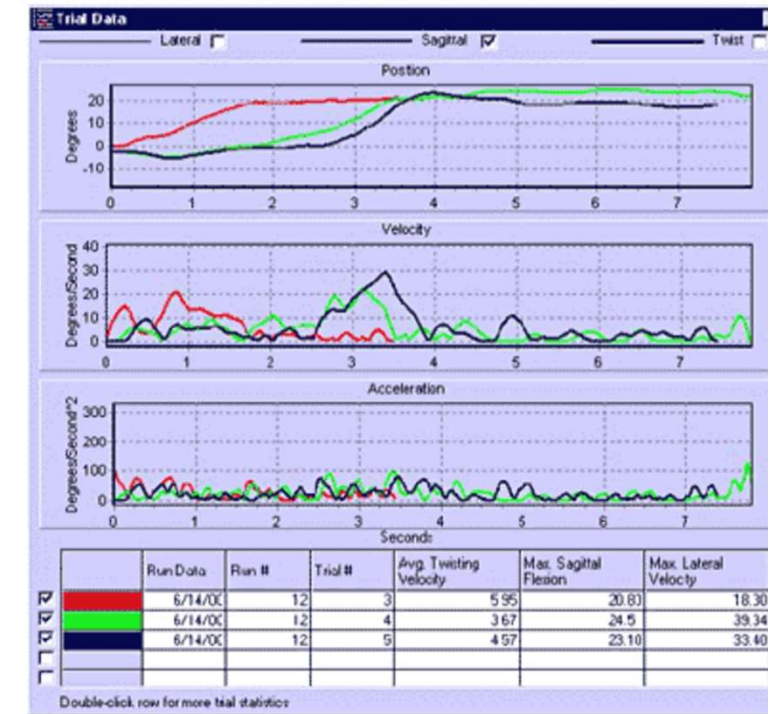 Trial Data
Lateral Sagittal Twist
Postion
Degrees
20
10
0
-10
0 1 2 3 4 5 6 7
Velocity
Degrees/Second
40
30
20
10
0
0 1 2 3 4 5 6 7
Acceleration
Degrees/Second^2
300
200
100
0
0 1 2 3 4 5 6 7
Seconds
Run Data Run # Trial # Avg. Twisting Velocity Max. Sagittal Flexion Max. Lateral Velocity
6/14/00 12 3 5.95 20.80 18.30
6/14/00 12 4 3.67 24.5 39.34
6/14/00 12 5 4.57 23.10 33.40
Double-click row for more trial statistics